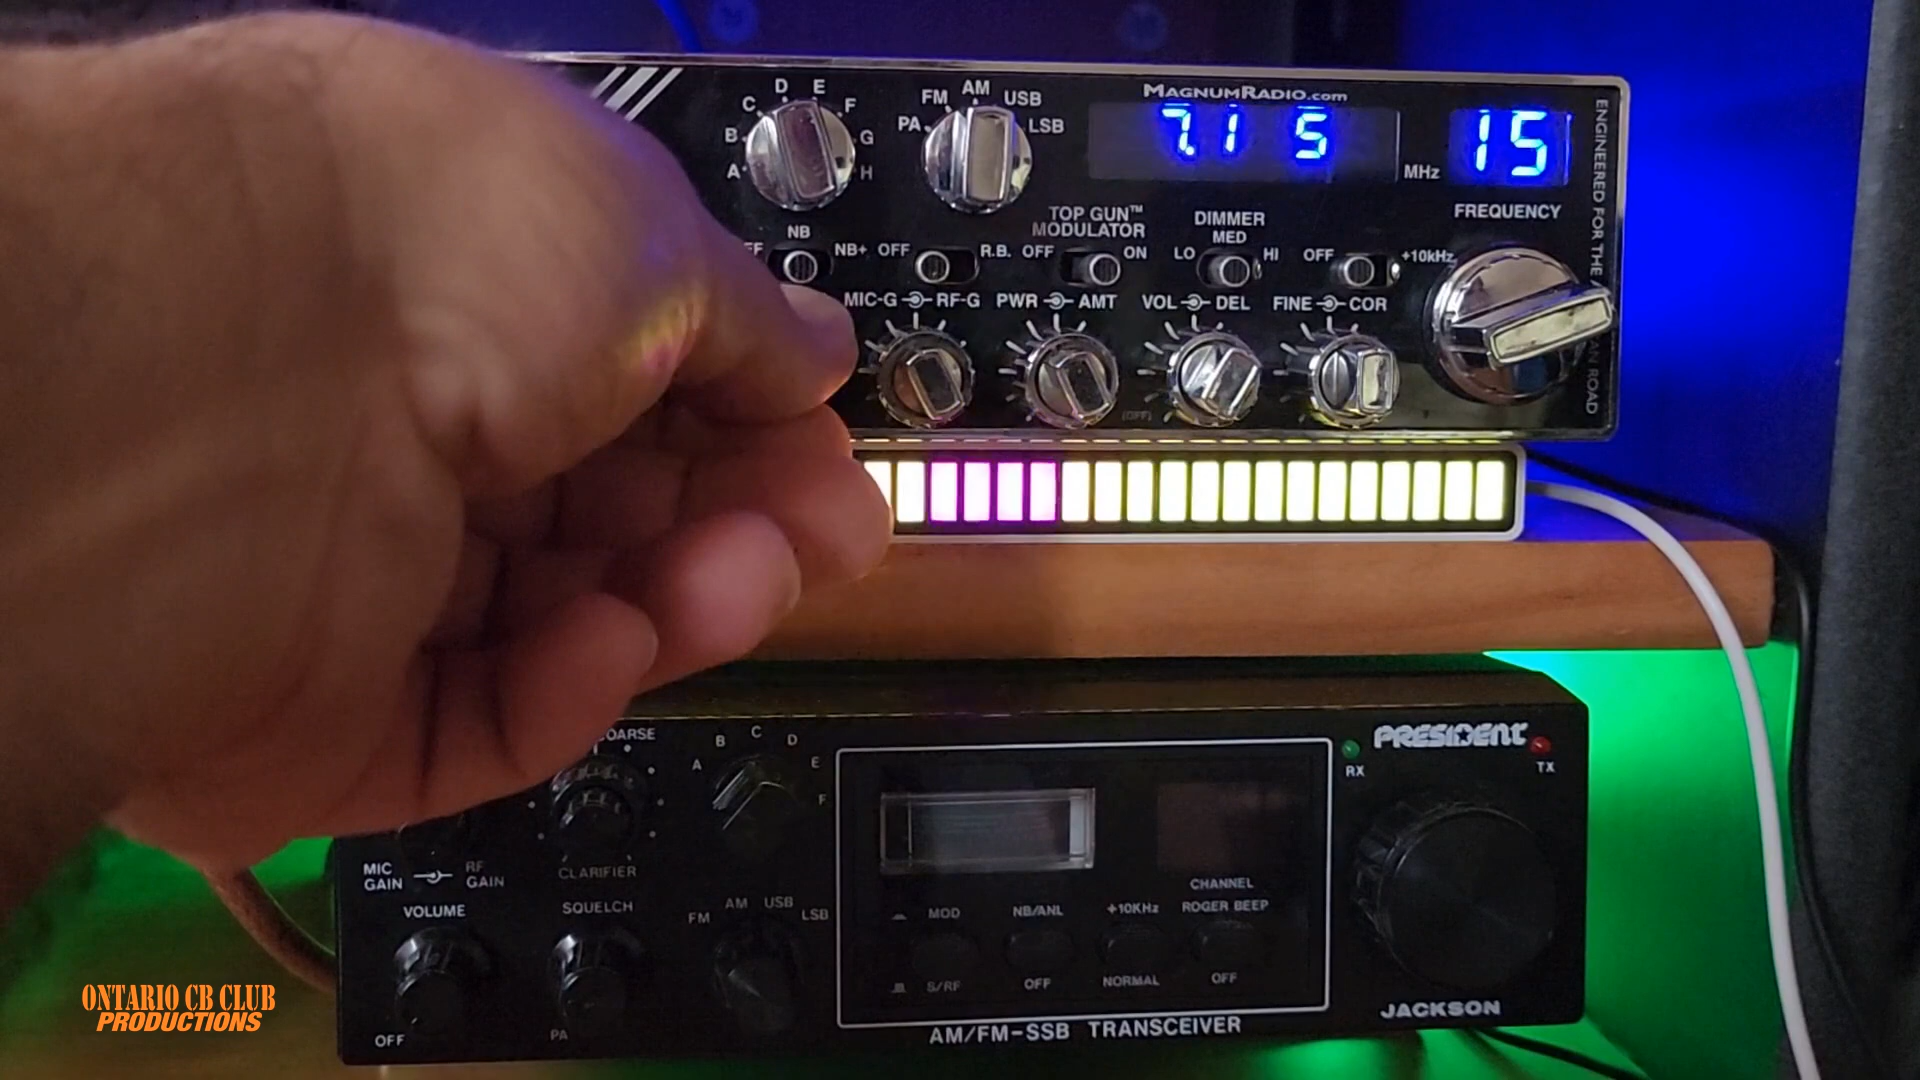 A B C D E F G H
PA FM AM USB LSB
MAGNUMRADIO.COM
7.1 5
MHz
15
FREQUENCY
ENGINEERED FOR THE
ROAD
NB NB+
OFF R.B.
TOP GUN™
MODULATOR
OFF ON
DIMMER
MED
LO HI
OFF +10kHz
MIC-G RF-G PWR AMT VOL DEL FINE COR
(OFF)
A B C D E F
PRESIDENT
RX TX
MIC
GAIN
RF
GAIN
CLARIFIER
VOLUME
OFF
SQUELCH
PA
FM AM USB LSB
MOD
S/RF
NB/ANL
OFF
+10KHz
NORMAL
CHANNEL
ROGER BEEP
OFF
JACKSON
AM/FM-SSB TRANSCEIVER
ONTARIO CB CLUB
PRODUCTIONS